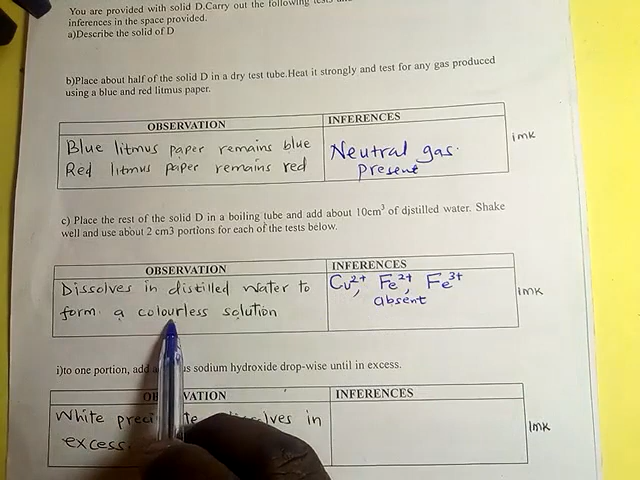 You are provided with solid D.Carry out the following tests and
inferences in the space provided.
a)Describe the solid of D
b)Place about half of the solid D in a dry test tube.Heat it strongly and test for any gas produced
using a blue and red litmus paper.
OBSERVATION INFERENCES
Blue litmus paper remains blue
Red litmus paper remains red
Neutral gas.
present
1mk
c) Place the rest of the solid D in a boiling tube and add about 10cm³ of distilled water. Shake
well and use about 2 cm3 portions for each of the tests below.
OBSERVATION INFERENCES
Dissolves in distilled water to
form a colourless solution
Cu²⁺, Fe²⁺, Fe³⁺
absent
1mk
i)to one portion, add sodium hydroxide drop-wise until in excess.
INFERENCES
White in
excess.
1mk